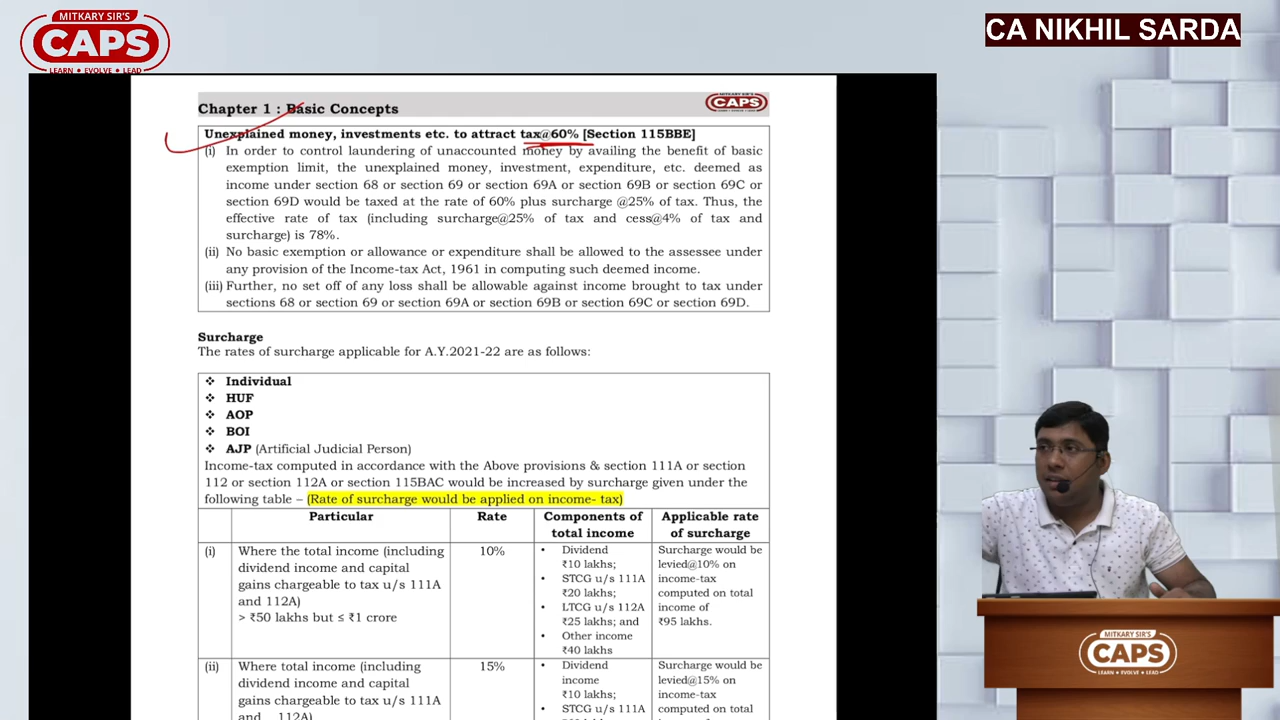 MITKARY SIR'S
CAPS
LEARN • EVOLVE • LEAD
CA NIKHIL SARDA
Chapter 1 : Basic Concepts
MITKARY SIR'S
CAPS
Unexplained money, investments etc. to attract tax@60% [Section 115BBE]
(i) In order to control laundering of unaccounted money by availing the benefit of basic
exemption limit, the unexplained money, investment, expenditure, etc. deemed as
income under section 68 or section 69 or section 69A or section 69B or section 69C or
section 69D would be taxed at the rate of 60% plus surcharge @25% of tax. Thus, the
effective rate of tax (including surcharge@25% of tax and cess@4% of tax and
surcharge) is 78%.
(ii) No basic exemption or allowance or expenditure shall be allowed to the assessee under
any provision of the Income-tax Act, 1961 in computing such deemed income.
(iii) Further, no set off of any loss shall be allowable against income brought to tax under
sections 68 or section 69 or section 69A or section 69B or section 69C or section 69D.
Surcharge
The rates of surcharge applicable for A.Y.2021-22 are as follows:
❖ Individual
❖ HUF
❖ AOP
❖ BOI
❖ AJP (Artificial Judicial Person)
Income-tax computed in accordance with the Above provisions & section 111A or section
112 or section 112A or section 115BAC would be increased by surcharge given under the
following table – (Rate of surcharge would be applied on income- tax)
Particular Rate Components of total income Applicable rate of surcharge
(i) Where the total income (including
dividend income and capital
gains chargeable to tax u/s 111A
and 112A)
> ₹50 lakhs but ≤ ₹1 crore
10%
• Dividend
₹10 lakhs;
• STCG u/s 111A
₹20 lakhs;
• LTCG u/s 112A
₹25 lakhs; and
• Other income
₹40 lakhs
Surcharge would be
levied@10% on
income-tax
computed on total
income of
₹95 lakhs.
(ii) Where total income (including
dividend income and capital
gains chargeable to tax u/s 111A
and 112A)
15%
• Dividend
income
₹10 lakhs;
• STCG u/s 111A
Surcharge would be
levied@15% on
income-tax
computed on total
MITKARY SIR'S
CAPS
LEARN • EVOLVE • LEAD